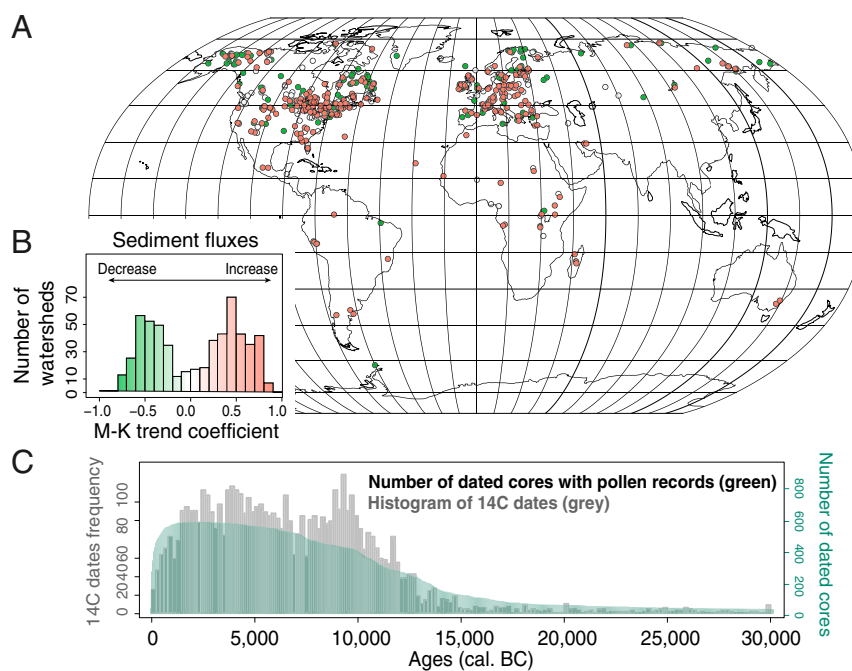 A
B
Sediment fluxes
Decrease
Increase
Number of
watersheds
70
50
30
10
0
−1.0
−0.5
0.0
0.5
1.0
M-K trend coefficient
C
Number of dated cores with pollen records (green)
Histogram of 14C dates (grey)
14C dates frequency
100
80
60
40
20
0
Number of dated cores
800
600
400
200
0
0
5,000
10,000
15,000
20,000
25,000
30,000
Ages (cal. BC)